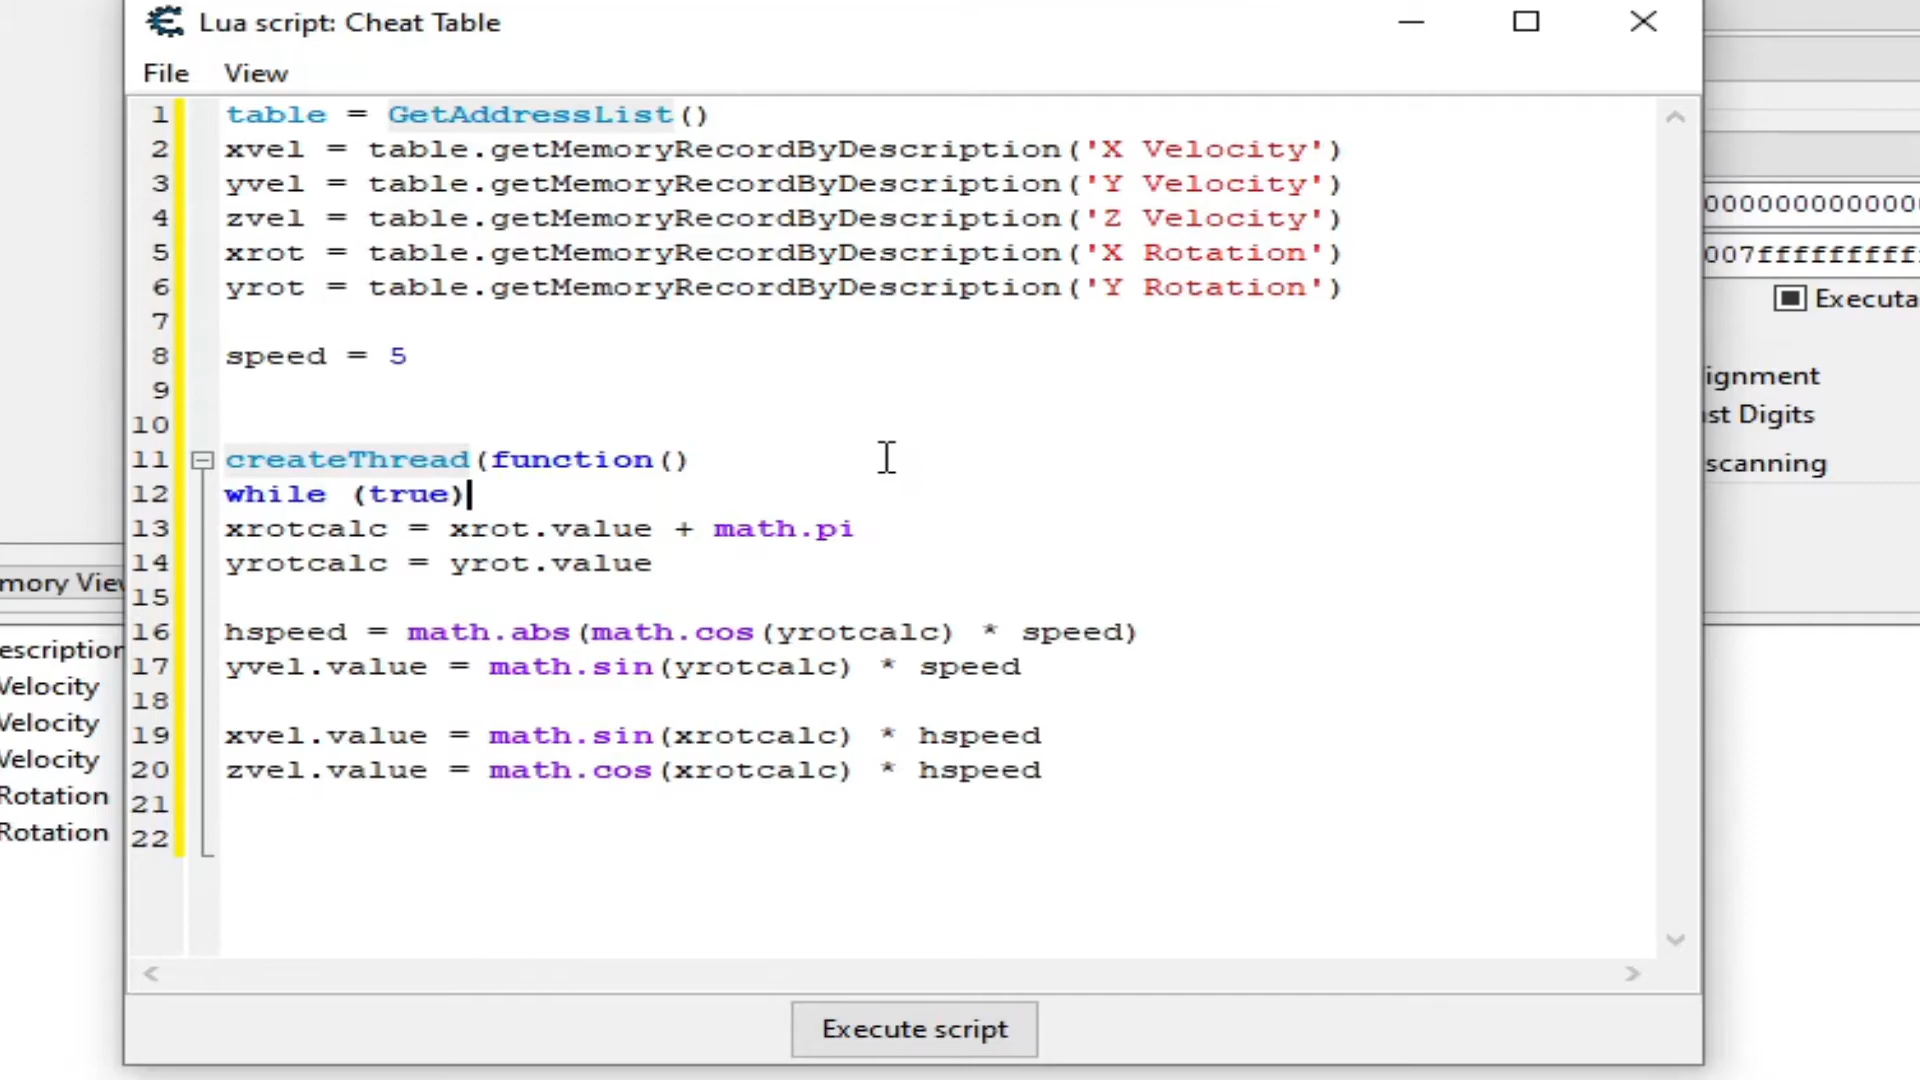 Lua script: Cheat Table
File View
1 table = GetAddressList()
2 xvel = table.getMemoryRecordByDescription('X Velocity')
3 yvel = table.getMemoryRecordByDescription('Y Velocity')
4 zvel = table.getMemoryRecordByDescription('Z Velocity')
5 xrot = table.getMemoryRecordByDescription('X Rotation')
6 yrot = table.getMemoryRecordByDescription('Y Rotation')
7
8 speed = 5
9
10
11 createThread(function()
12 while (true)
13 xrotcalc = xrot.value + math.pi
14 yrotcalc = yrot.value
15
16 hspeed = math.abs(math.cos(yrotcalc) * speed)
17 yvel.value = math.sin(yrotcalc) * speed
18
19 xvel.value = math.sin(xrotcalc) * hspeed
20 zvel.value = math.cos(xrotcalc) * hspeed
21
22
Execute script
mory Vie
escription
Velocity
Velocity
Velocity
Rotation
Rotation
0000000000000
007fffffffff
Executa
ignment
st Digits
scanning